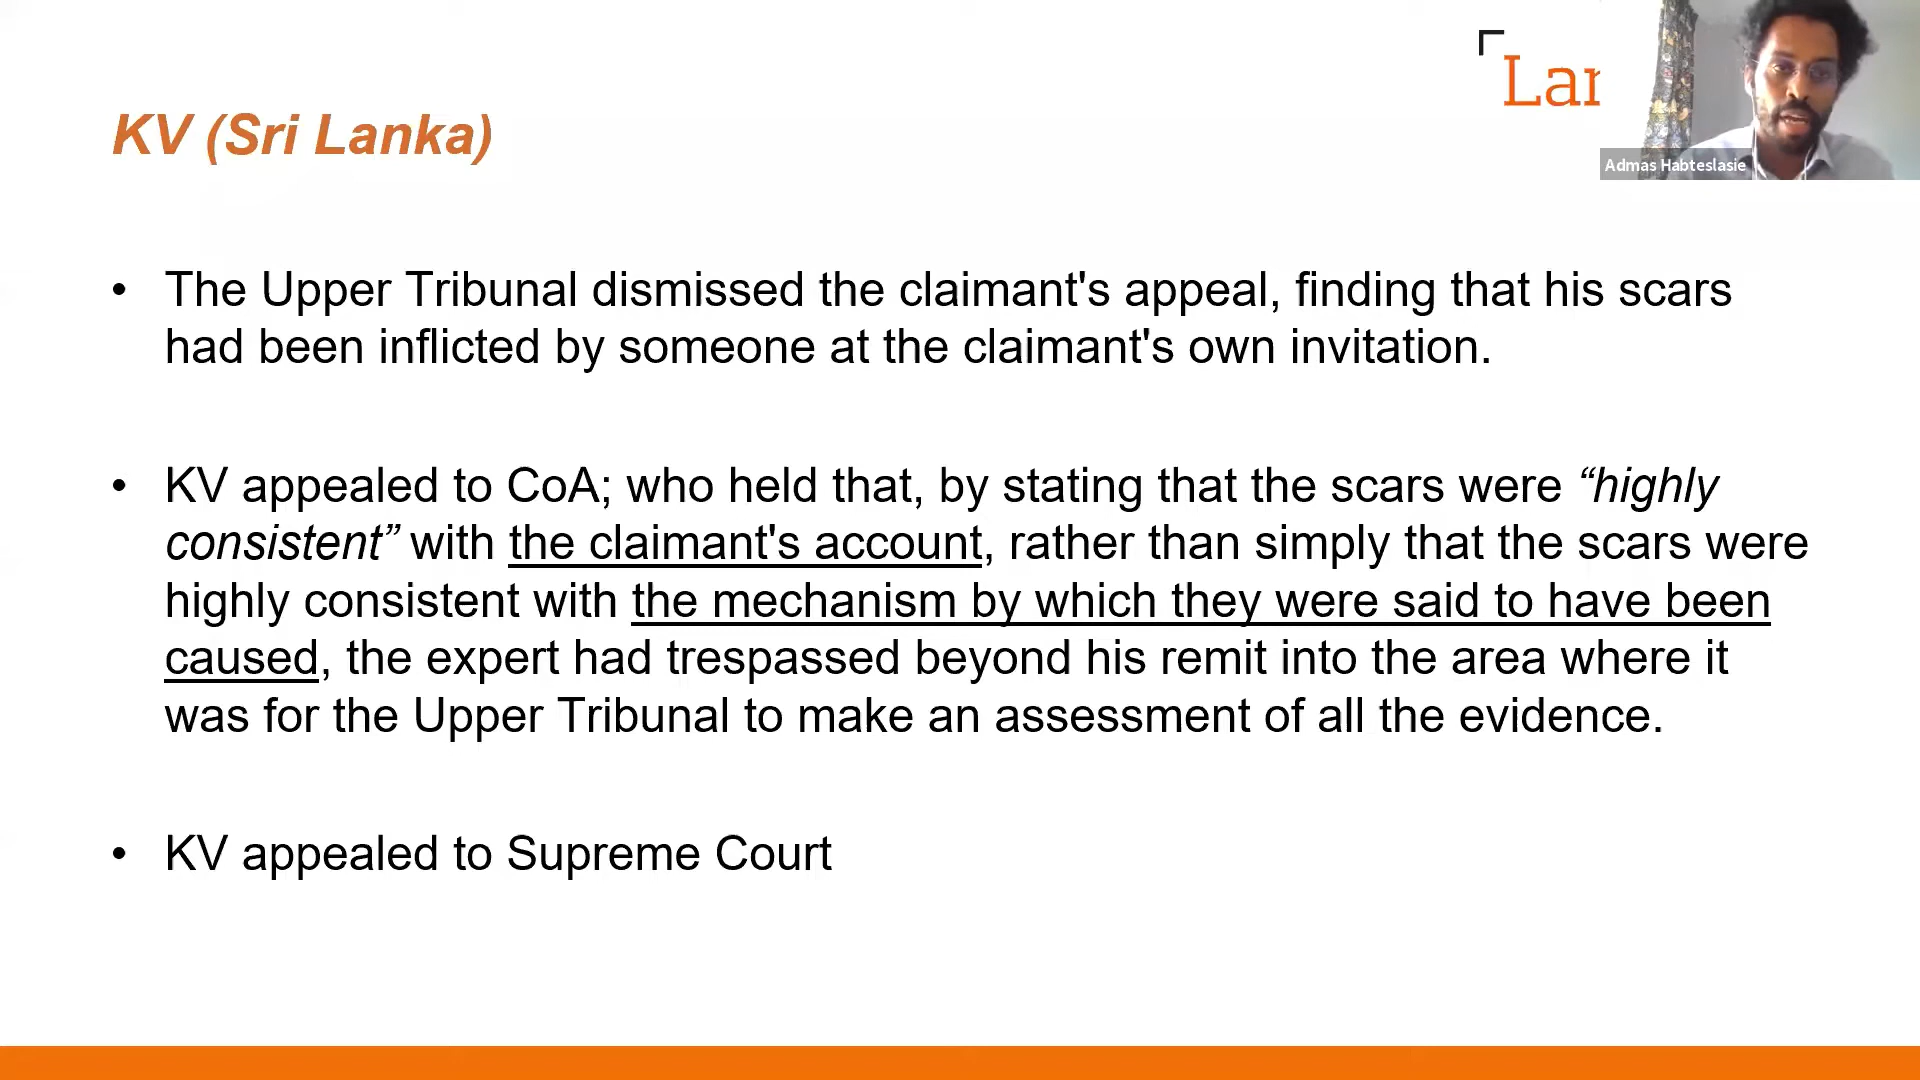 Lan
Admas Habteslasie
KV (Sri Lanka)
• The Upper Tribunal dismissed the claimant's appeal, finding that his scars
had been inflicted by someone at the claimant's own invitation.
• KV appealed to CoA; who held that, by stating that the scars were “highly
consistent” with the claimant's account, rather than simply that the scars were
highly consistent with the mechanism by which they were said to have been
caused, the expert had trespassed beyond his remit into the area where it
was for the Upper Tribunal to make an assessment of all the evidence.
• KV appealed to Supreme Court